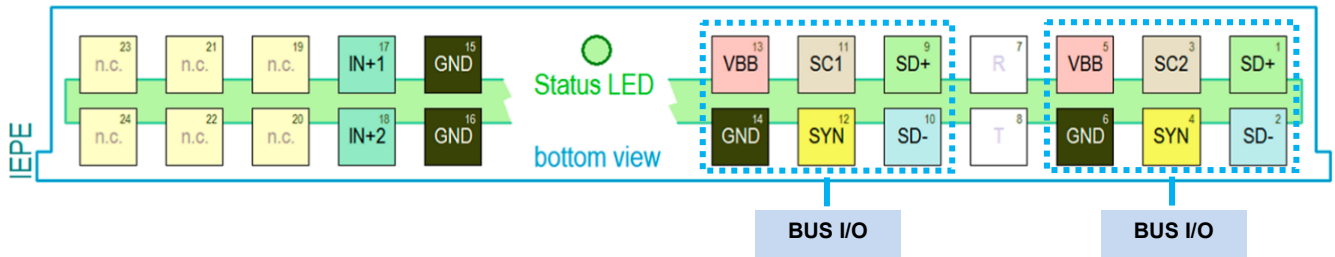 23 21 19 17 15 13 11 9 7 5 3 1
n.c. n.c. n.c. IN+1 GND VBB SC1 SD+ R VBB SC2 SD+
Status LED
24 22 20 18 16 14 12 10 8 6 4 2
n.c. n.c. n.c. IN+2 GND GND SYN SD- T GND SYN SD-
IEPE
bottom view
BUS I/O BUS I/O